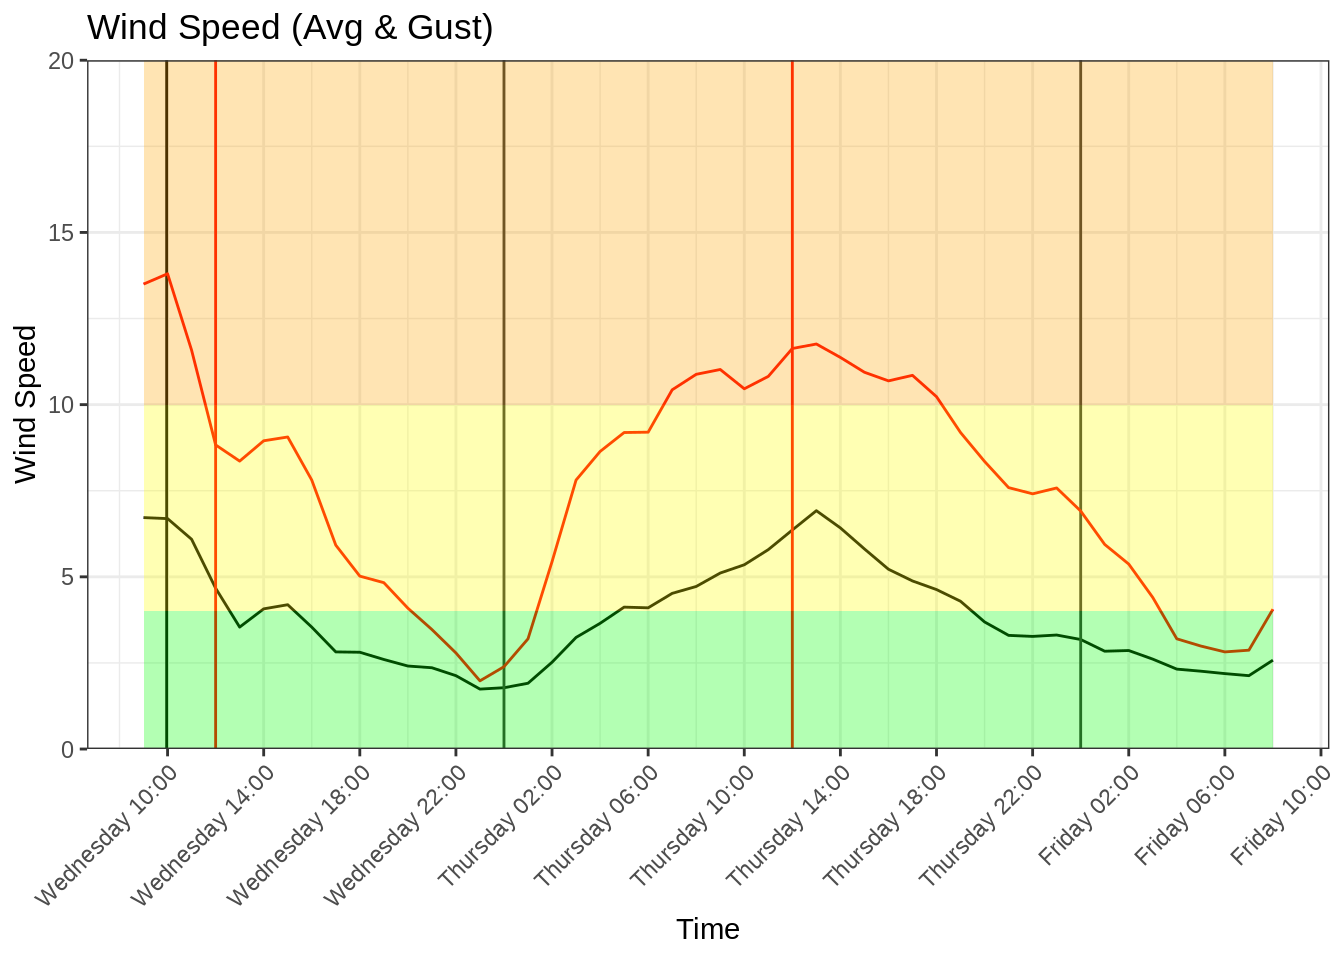 Wind Speed (Avg & Gust)
20
15
10
5
0
Wind Speed
Wednesday 10:00
Wednesday 14:00
Wednesday 18:00
Wednesday 22:00
Thursday 02:00
Thursday 06:00
Thursday 10:00
Thursday 14:00
Thursday 18:00
Thursday 22:00
Friday 02:00
Friday 06:00
Friday 10:00
Time